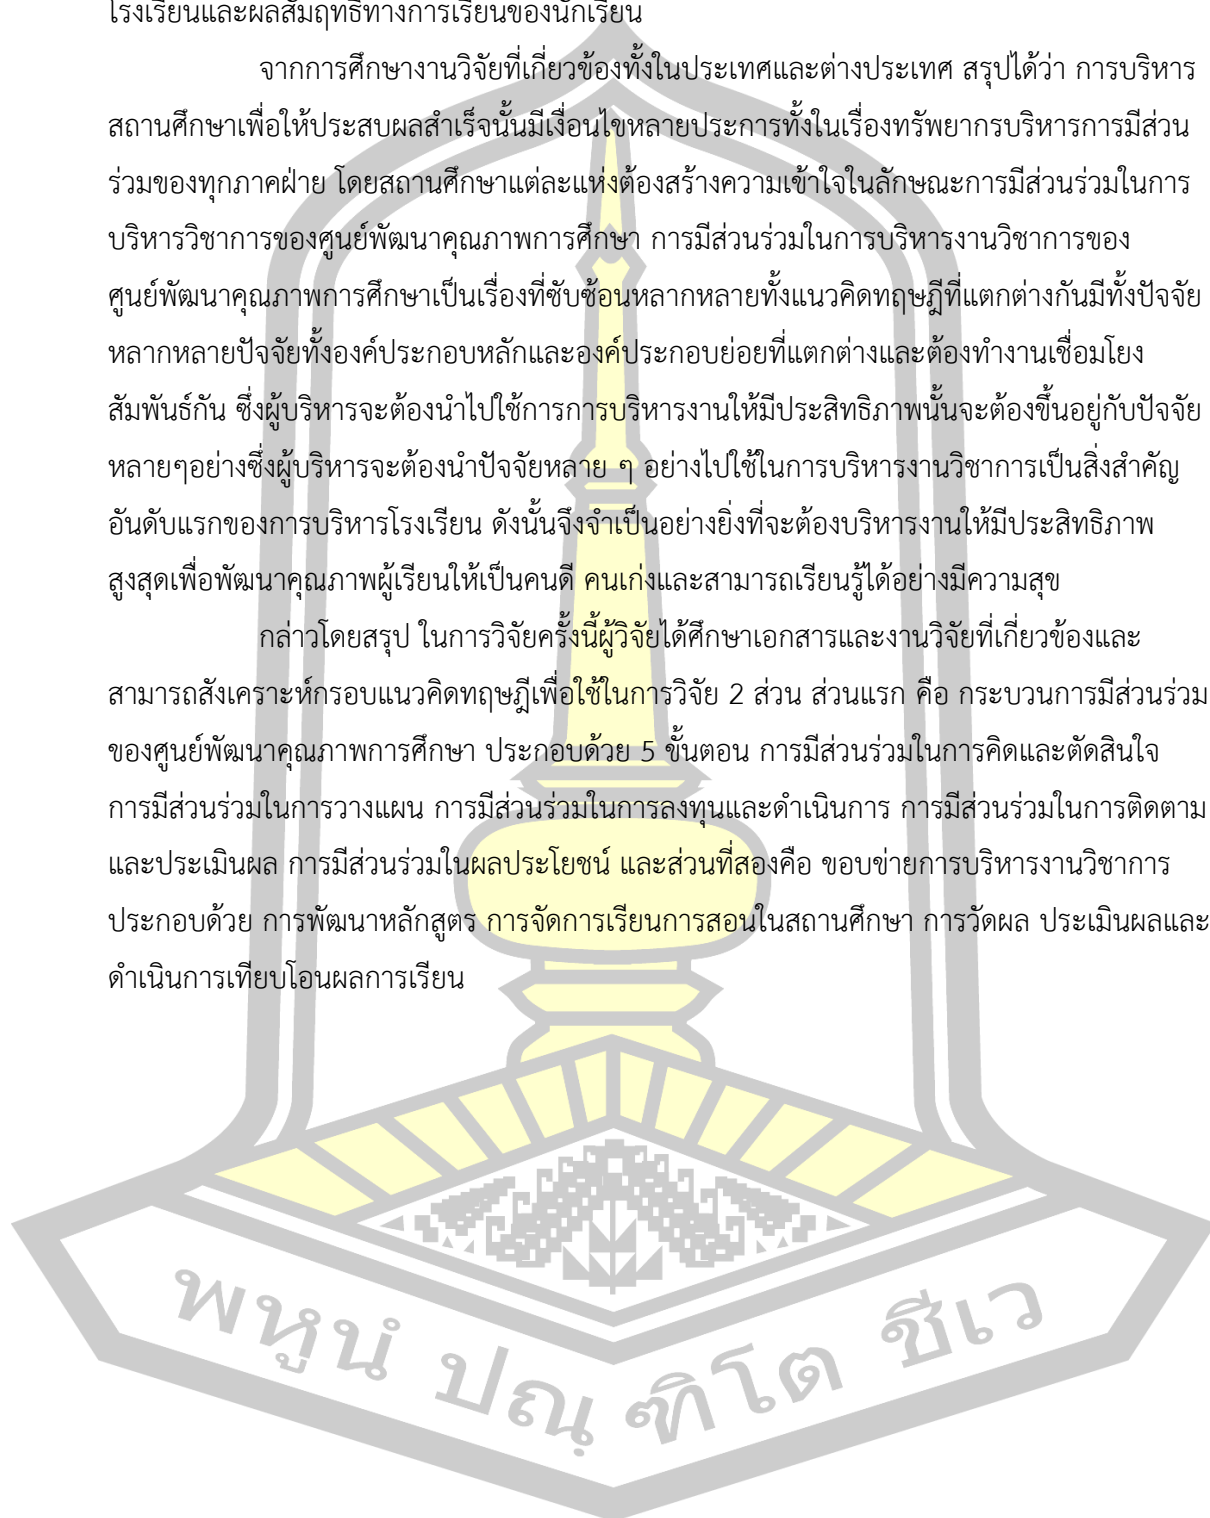 โรงเรียนและผลสัมฤทธิ์ทางการเรียนของนักเรียน
จากการศึกษางานวิจัยที่เกี่ยวข้องทั้งในประเทศและต่างประเทศ สรุปได้ว่า การบริหาร
สถานศึกษาเพื่อให้ประสบผลสำเร็จนั้นมีเงื่อนไขหลายประการทั้งในเรื่องทรัพยากรบริหารการมีส่วน
ร่วมของทุกภาคฝ่าย โดยสถานศึกษาแต่ละแห่งต้องสร้างความเข้าใจในลักษณะการมีส่วนร่วมในการ
บริหารวิชาการของศูนย์พัฒนาคุณภาพการศึกษา การมีส่วนร่วมในการบริหารงานวิชาการของ
ศูนย์พัฒนาคุณภาพการศึกษาเป็นเรื่องที่ซับซ้อนหลากหลายทั้งแนวคิดทฤษฎีที่แตกต่างกันมีทั้งปัจจัย
หลากหลายปัจจัยทั้งองค์ประกอบหลักและองค์ประกอบย่อยที่แตกต่างและต้องทำงานเชื่อมโยง
สัมพันธ์กัน ซึ่งผู้บริหารจะต้องนำไปใช้การการบริหารงานให้มีประสิทธิภาพนั้นจะต้องขึ้นอยู่กับปัจจัย
หลายๆอย่างซึ่งผู้บริหารจะต้องนำปัจจัยหลาย ๆ อย่างไปใช้ในการบริหารงานวิชาการเป็นสิ่งสำคัญ
อันดับแรกของการบริหารโรงเรียน ดังนั้นจึงจำเป็นอย่างยิ่งที่จะต้องบริหารงานให้มีประสิทธิภาพ
สูงสุดเพื่อพัฒนาคุณภาพผู้เรียนให้เป็นคนดี คนเก่งและสามารถเรียนรู้ได้อย่างมีความสุข
กล่าวโดยสรุป ในการวิจัยครั้งนี้ผู้วิจัยได้ศึกษาเอกสารและงานวิจัยที่เกี่ยวข้องและ
สามารถสังเคราะห์กรอบแนวคิดทฤษฎีเพื่อใช้ในการวิจัย 2 ส่วน ส่วนแรก คือ กระบวนการมีส่วนร่วม
ของศูนย์พัฒนาคุณภาพการศึกษา ประกอบด้วย 5 ขั้นตอน การมีส่วนร่วมในการคิดและตัดสินใจ
การมีส่วนร่วมในการวางแผน การมีส่วนร่วมในการลงทุนและดำเนินการ การมีส่วนร่วมในการติดตาม
และประเมินผล การมีส่วนร่วมในผลประโยชน์ และส่วนที่สองคือ ขอบข่ายการบริหารงานวิชาการ
ประกอบด้วย การพัฒนาหลักสูตร การจัดการเรียนการสอนในสถานศึกษา การวัดผล ประเมินผลและ
ดำเนินการเทียบโอนผลการเรียน
พหูนํ ปณฺฑิโต ชีเว